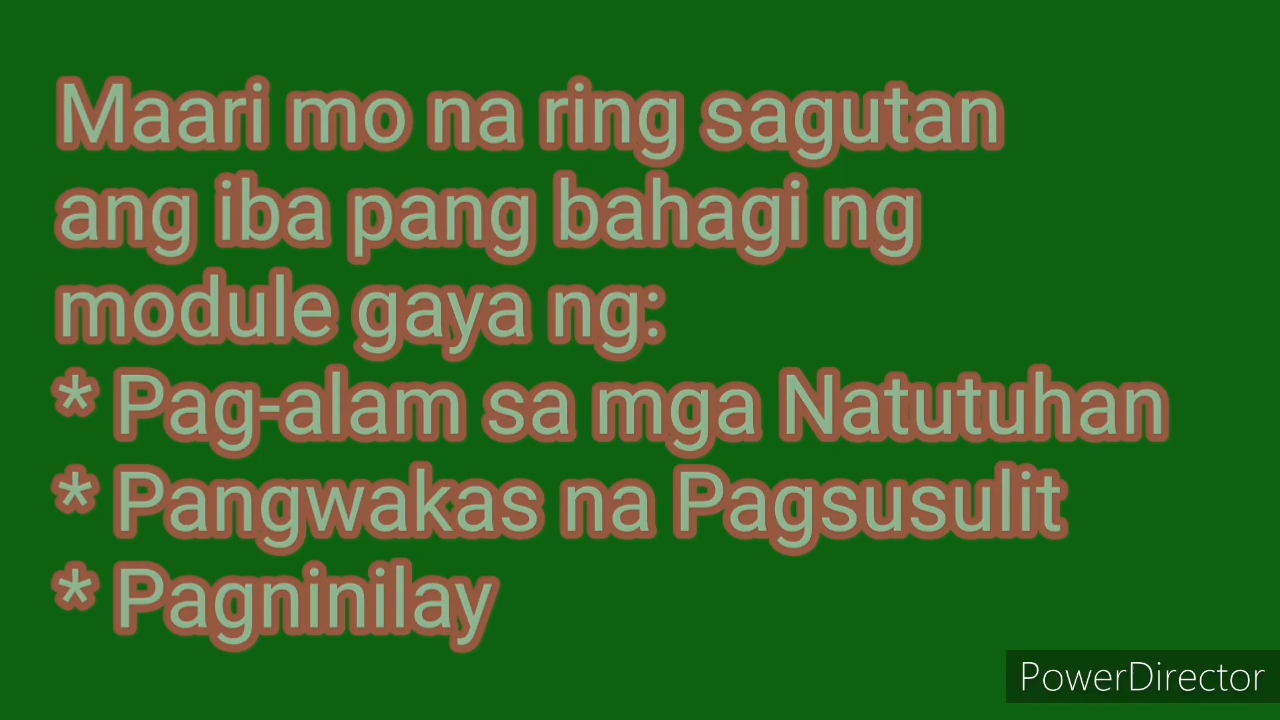 Maari mo na ring sagutan
ang iba pang bahagi ng
module gaya ng:
* Pag-alam sa mga Natutuhan
* Pangwakas na Pagsusulit
* Pagninilay
PowerDirector